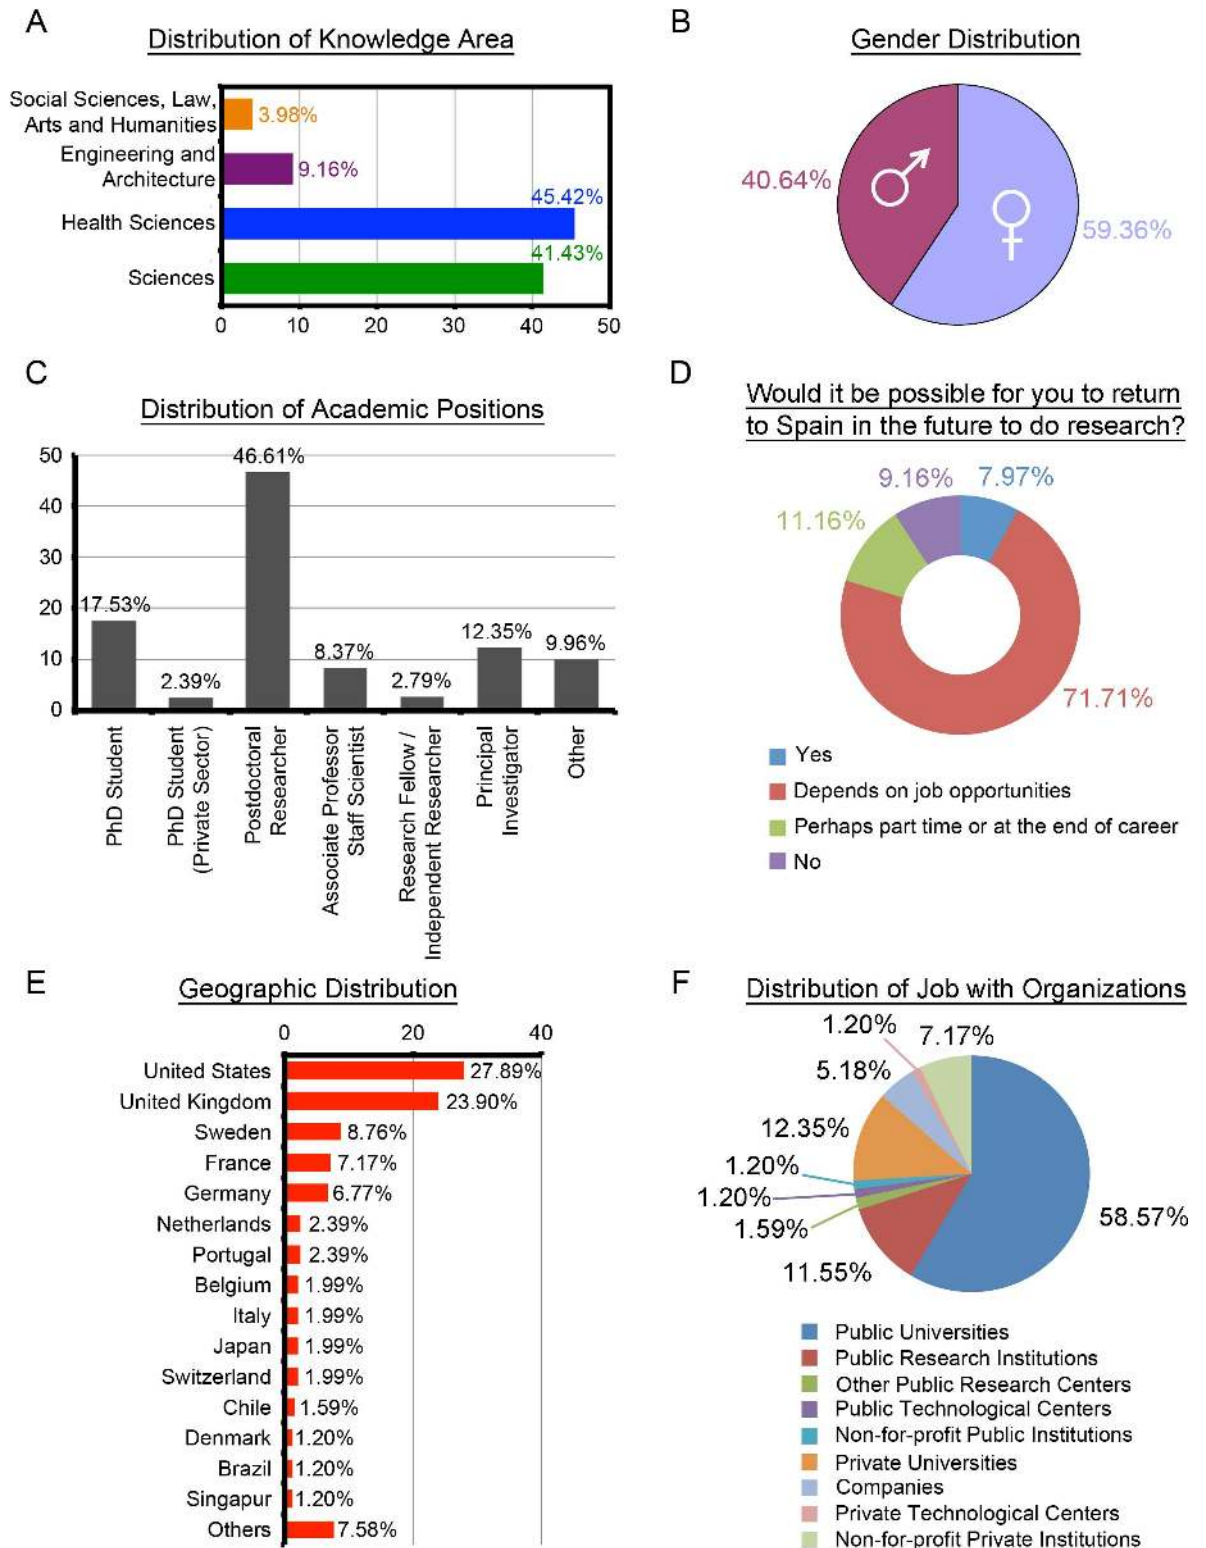 A
Distribution of Knowledge Area
Social Sciences, Law,
Arts and Humanities
3.98%
Engineering and
Architecture
9.16%
Health Sciences
45.42%
Sciences
41.43%
0 10 20 30 40 50
B
Gender Distribution
40.64%
59.36%
C
Distribution of Academic Positions
50
40
30
20
10
0
17.53%
2.39%
46.61%
8.37%
2.79%
12.35%
9.96%
PhD Student
PhD Student
(Private Sector)
Postdoctoral
Researcher
Associate Professor
Staff Scientist
Research Fellow /
Independent Researcher
Principal
Investigator
Other
D
Would it be possible for you to return
to Spain in the future to do research?
9.16%
7.97%
11.16%
71.71%
Yes
Depends on job opportunities
Perhaps part time or at the end of career
No
E
Geographic Distribution
0 20 40
United States 27.89%
United Kingdom 23.90%
Sweden 8.76%
France 7.17%
Germany 6.77%
Netherlands 2.39%
Portugal 2.39%
Belgium 1.99%
Italy 1.99%
Japan 1.99%
Switzerland 1.99%
Chile 1.59%
Denmark 1.20%
Brazil 1.20%
Singapur 1.20%
Others 7.58%
F
Distribution of Job with Organizations
1.20%
7.17%
5.18%
12.35%
1.20%
1.20%
1.59%
11.55%
58.57%
Public Universities
Public Research Institutions
Other Public Research Centers
Public Technological Centers
Non-for-profit Public Institutions
Private Universities
Companies
Private Technological Centers
Non-for-profit Private Institutions